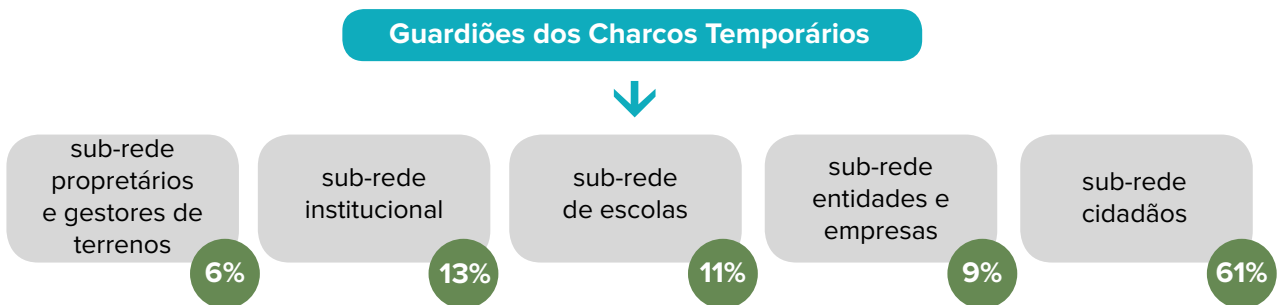 Guardiões dos Charcos Temporários
sub-rede
propretários
e gestores de
terrenos
6%
sub-rede
institucional
13%
sub-rede
de escolas
11%
sub-rede
entidades e
empresas
9%
sub-rede
cidadãos
61%